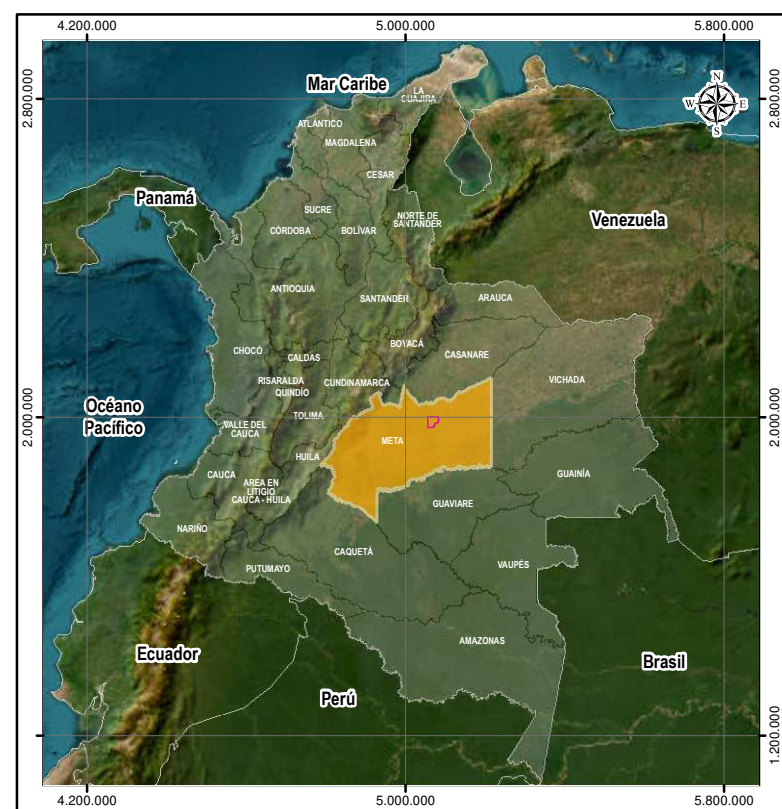 4.200.000
5.000.000
5.800.000
2.800.000
2.800.000
Mar Caribe
LA
GUAJIRA
N
W
E
S
ATLÁNTICO
MAGDALENA
CESAR
Panamá
SUCRE
NORTE DE
SANTANDER
Venezuela
CÓRDOBA
BOLÍVAR
ANTIOQUIA
SANTANDER
ARAUCA
BOYACÁ
CHOCÓ
CALDAS
CASANARE
RISARALDA
CUNDINAMARCA
VICHADA
QUINDÍO
Océano
Pacífico
2.000.000
2.000.000
TOLIMA
VALLE DEL
CAUCA
META
HUILA
CAUCA
AREA EN
LITIGIO
CAUCA - HUILA
GUAINÍA
GUAVIARE
NARIÑO
CAQUETÁ
PUTUMAYO
VAUPÉS
AMAZONAS
Ecuador
Brasil
Perú
1.200.000
1.200.000
4.200.000
5.000.000
5.800.000